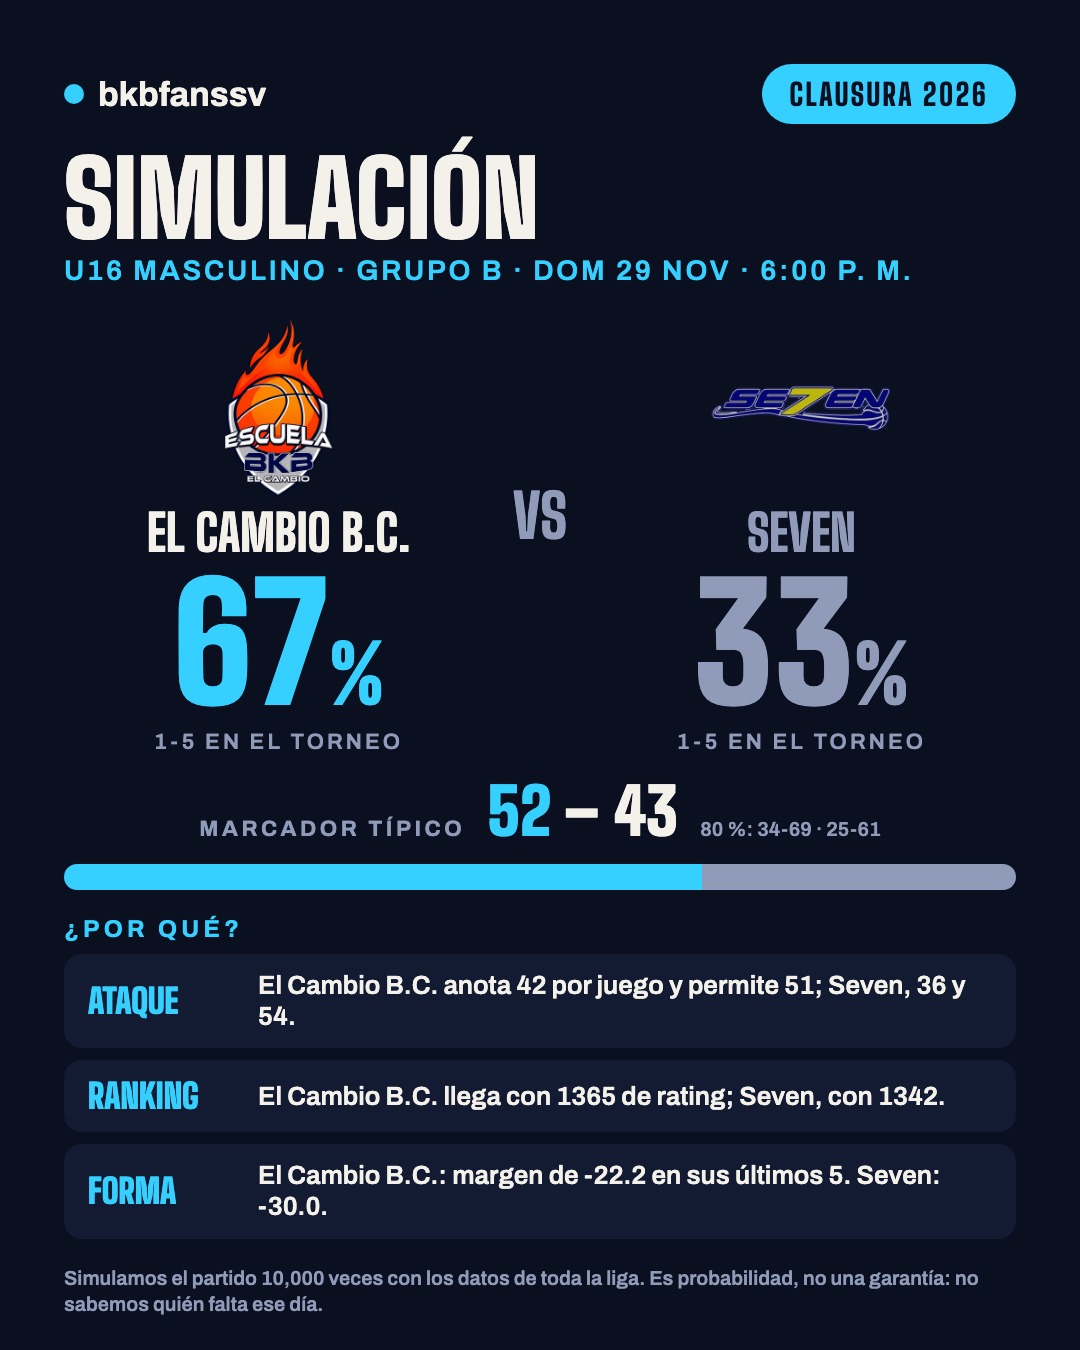 bkbfanssv
CLAUSURA 2026
SIMULACIÓN
U16 MASCULINO · GRUPO B · DOM 29 NOV · 6:00 P. M.
ESCUELA
BKB
EL CAMBIO
SE7EN
EL CAMBIO B.C.
VS
SEVEN
67%
33%
1-5 EN EL TORNEO
1-5 EN EL TORNEO
MARCADOR TÍPICO 52 – 43 80 %: 34-69 · 25-61
¿POR QUÉ?
ATAQUE
El Cambio B.C. anota 42 por juego y permite 51; Seven, 36 y
54.
RANKING
El Cambio B.C. llega con 1365 de rating; Seven, con 1342.
FORMA
El Cambio B.C.: margen de -22.2 en sus últimos 5. Seven:
-30.0.
Simulamos el partido 10,000 veces con los datos de toda la liga. Es probabilidad, no una garantía: no
sabemos quién falta ese día.